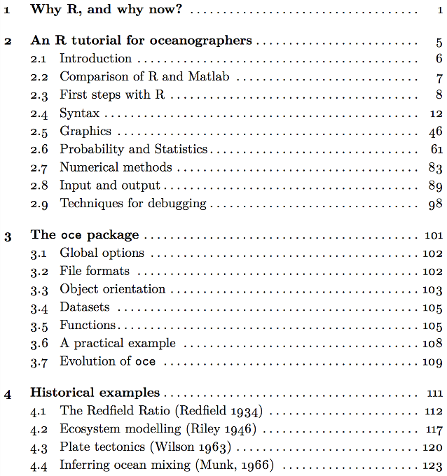 1 Why R, and why now? . . . . . . . . . . . . . . . . . . . . . . . . . . . . 1
2 An R tutorial for oceanographers . . . . . . . . . . . . . . . . . . . . 5
2.1 Introduction . . . . . . . . . . . . . . . . . . . . . . . . . . . . . . . . . . . 6
2.2 Comparison of R and Matlab . . . . . . . . . . . . . . . . . . . . . . . 7
2.3 First steps with R . . . . . . . . . . . . . . . . . . . . . . . . . . . . . . . 8
2.4 Syntax . . . . . . . . . . . . . . . . . . . . . . . . . . . . . . . . . . . . . . . 12
2.5 Graphics . . . . . . . . . . . . . . . . . . . . . . . . . . . . . . . . . . . . . 46
2.6 Probability and Statistics . . . . . . . . . . . . . . . . . . . . . . . . . . 61
2.7 Numerical methods . . . . . . . . . . . . . . . . . . . . . . . . . . . . . . 83
2.8 Input and output . . . . . . . . . . . . . . . . . . . . . . . . . . . . . . . . 89
2.9 Techniques for debugging . . . . . . . . . . . . . . . . . . . . . . . . . . 98
3 The oce package . . . . . . . . . . . . . . . . . . . . . . . . . . . . . . . . . 101
3.1 Global options . . . . . . . . . . . . . . . . . . . . . . . . . . . . . . . . . . 102
3.2 File formats . . . . . . . . . . . . . . . . . . . . . . . . . . . . . . . . . . . 102
3.3 Object orientation . . . . . . . . . . . . . . . . . . . . . . . . . . . . . . . 103
3.4 Datasets . . . . . . . . . . . . . . . . . . . . . . . . . . . . . . . . . . . . . . 105
3.5 Functions . . . . . . . . . . . . . . . . . . . . . . . . . . . . . . . . . . . . . 105
3.6 A practical example . . . . . . . . . . . . . . . . . . . . . . . . . . . . . 108
3.7 Evolution of oce . . . . . . . . . . . . . . . . . . . . . . . . . . . . . . . . 109
4 Historical examples . . . . . . . . . . . . . . . . . . . . . . . . . . . . . . 111
4.1 The Redfield Ratio (Redfield 1934) . . . . . . . . . . . . . . . . . . . 112
4.2 Ecosystem modelling (Riley 1946) . . . . . . . . . . . . . . . . . . . . 117
4.3 Plate tectonics (Wilson 1963) . . . . . . . . . . . . . . . . . . . . . . . 120
4.4 Inferring ocean mixing (Munk, 1966) . . . . . . . . . . . . . . . . . . 123